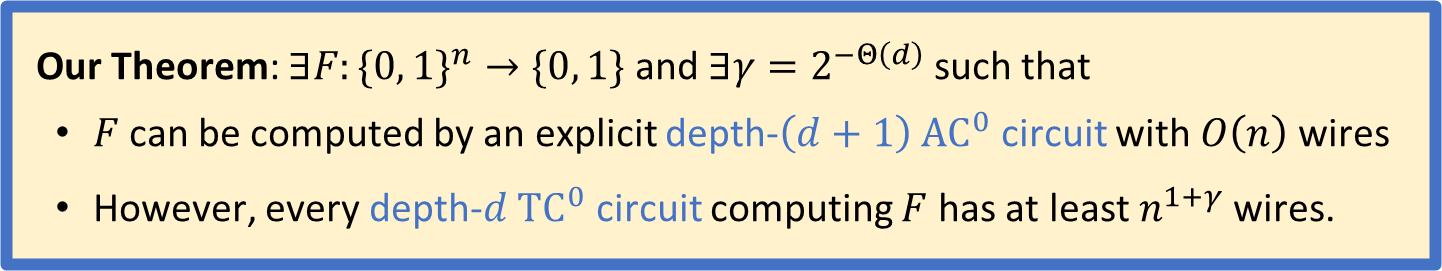 Our Theorem: ∃F: {0, 1}ⁿ → {0, 1} and ∃γ = 2^{−Θ(d)} such that
• F can be computed by an explicit depth-(d + 1) AC⁰ circuit with O(n) wires
• However, every depth-d TC⁰ circuit computing F has at least n^{1+γ} wires.